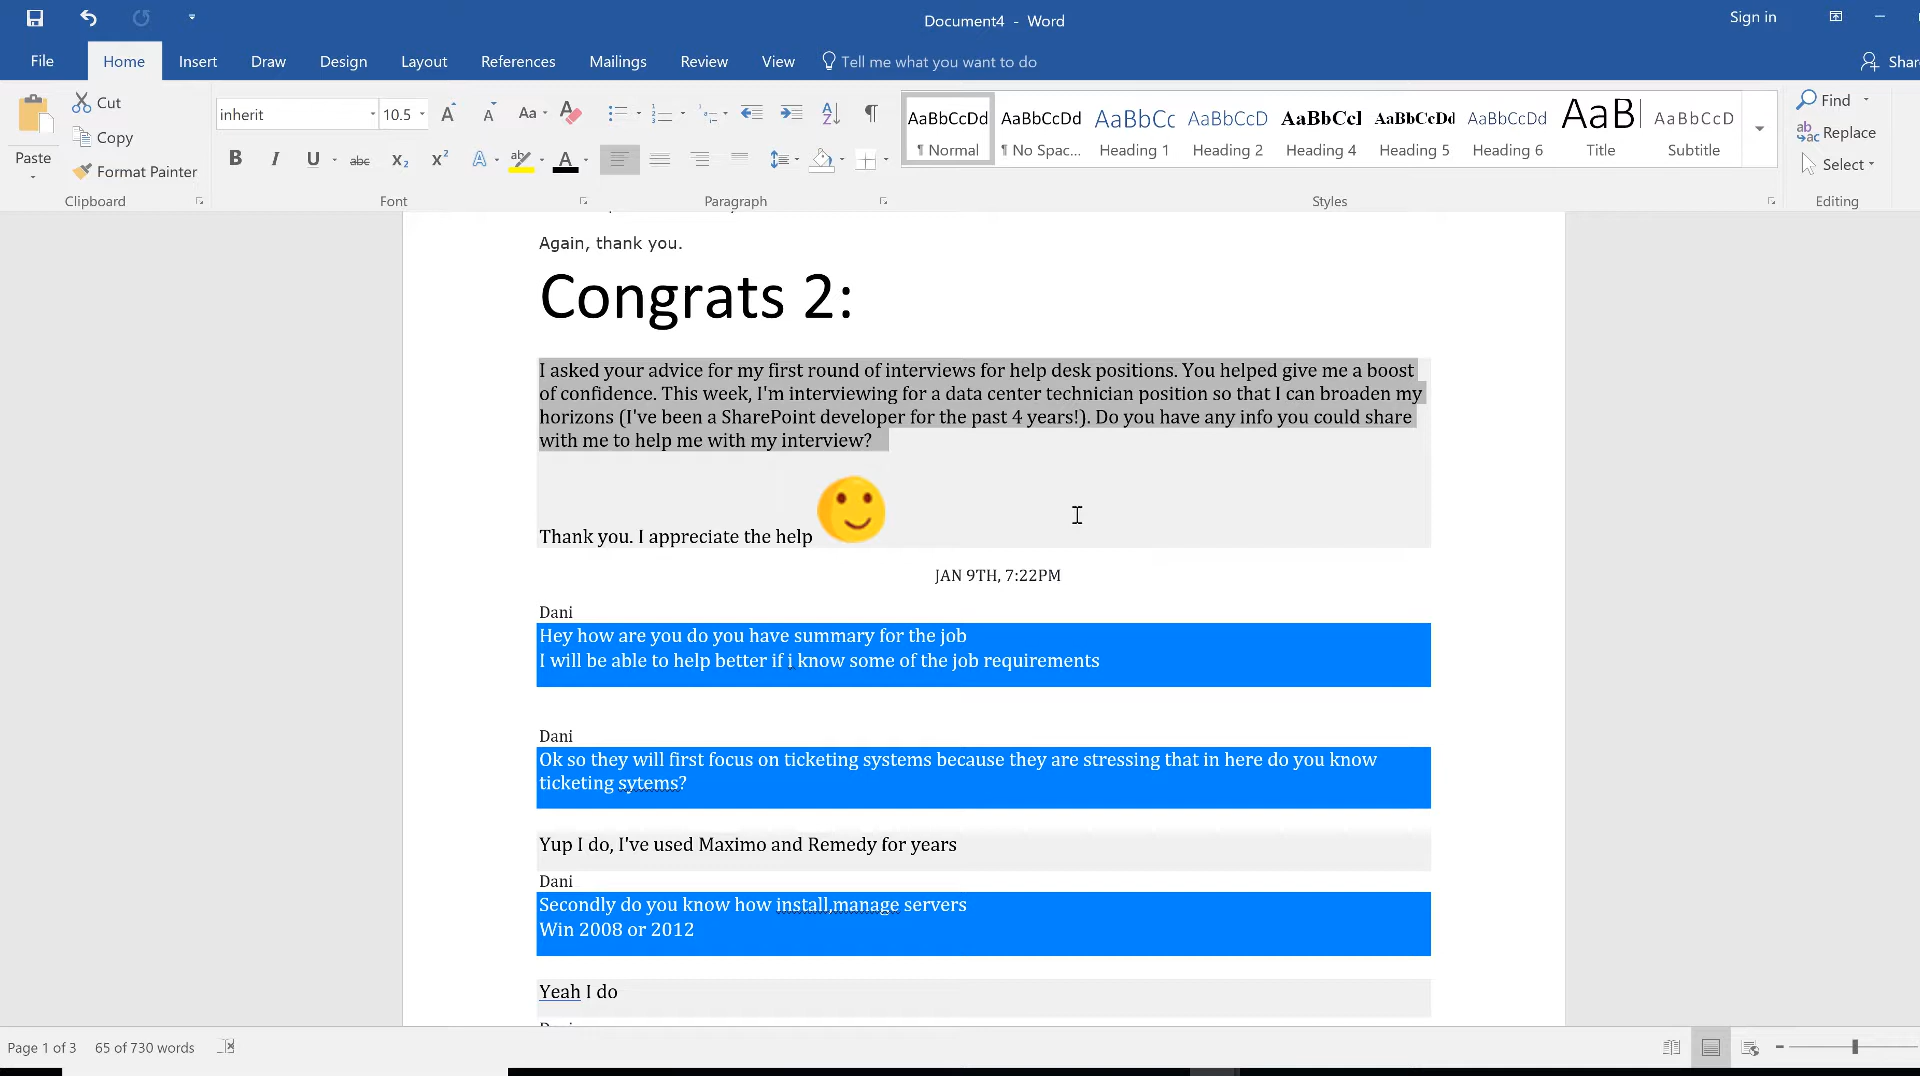 Document4 - Word
Sign in
File
Home
Insert
Draw
Design
Layout
References
Mailings
Review
View
Tell me what you want to do
Shar
Paste
Cut
Copy
Format Painter
Clipboard
inherit
10.5
Aa
B I U abc X₂ X²
A
A
Font
Paragraph
AaBbCcDd
¶ Normal
AaBbCcDd
¶ No Spac...
AaBbCc
Heading 1
AaBbCcD
Heading 2
AaBbCcl
Heading 4
AaBbCcDd
Heading 5
AaBbCcDd
Heading 6
AaB
Title
AaBbCcD
Subtitle
Styles
Find
Replace
Select
Editing
Again, thank you.
Congrats 2:
I asked your advice for my first round of interviews for help desk positions. You helped give me a boost
of confidence. This week, I'm interviewing for a data center technician position so that I can broaden my
horizons (I've been a SharePoint developer for the past 4 years!). Do you have any info you could share
with me to help me with my interview?
Thank you. I appreciate the help
JAN 9TH, 7:22PM
Dani
Hey how are you do you have summary for the job
I will be able to help better if i know some of the job requirements
Dani
Ok so they will first focus on ticketing systems because they are stressing that in here do you know
ticketing sytems?
Yup I do, I've used Maximo and Remedy for years
Dani
Secondly do you know how install,manage servers
Win 2008 or 2012
Yeah I do
Page 1 of 3
65 of 730 words